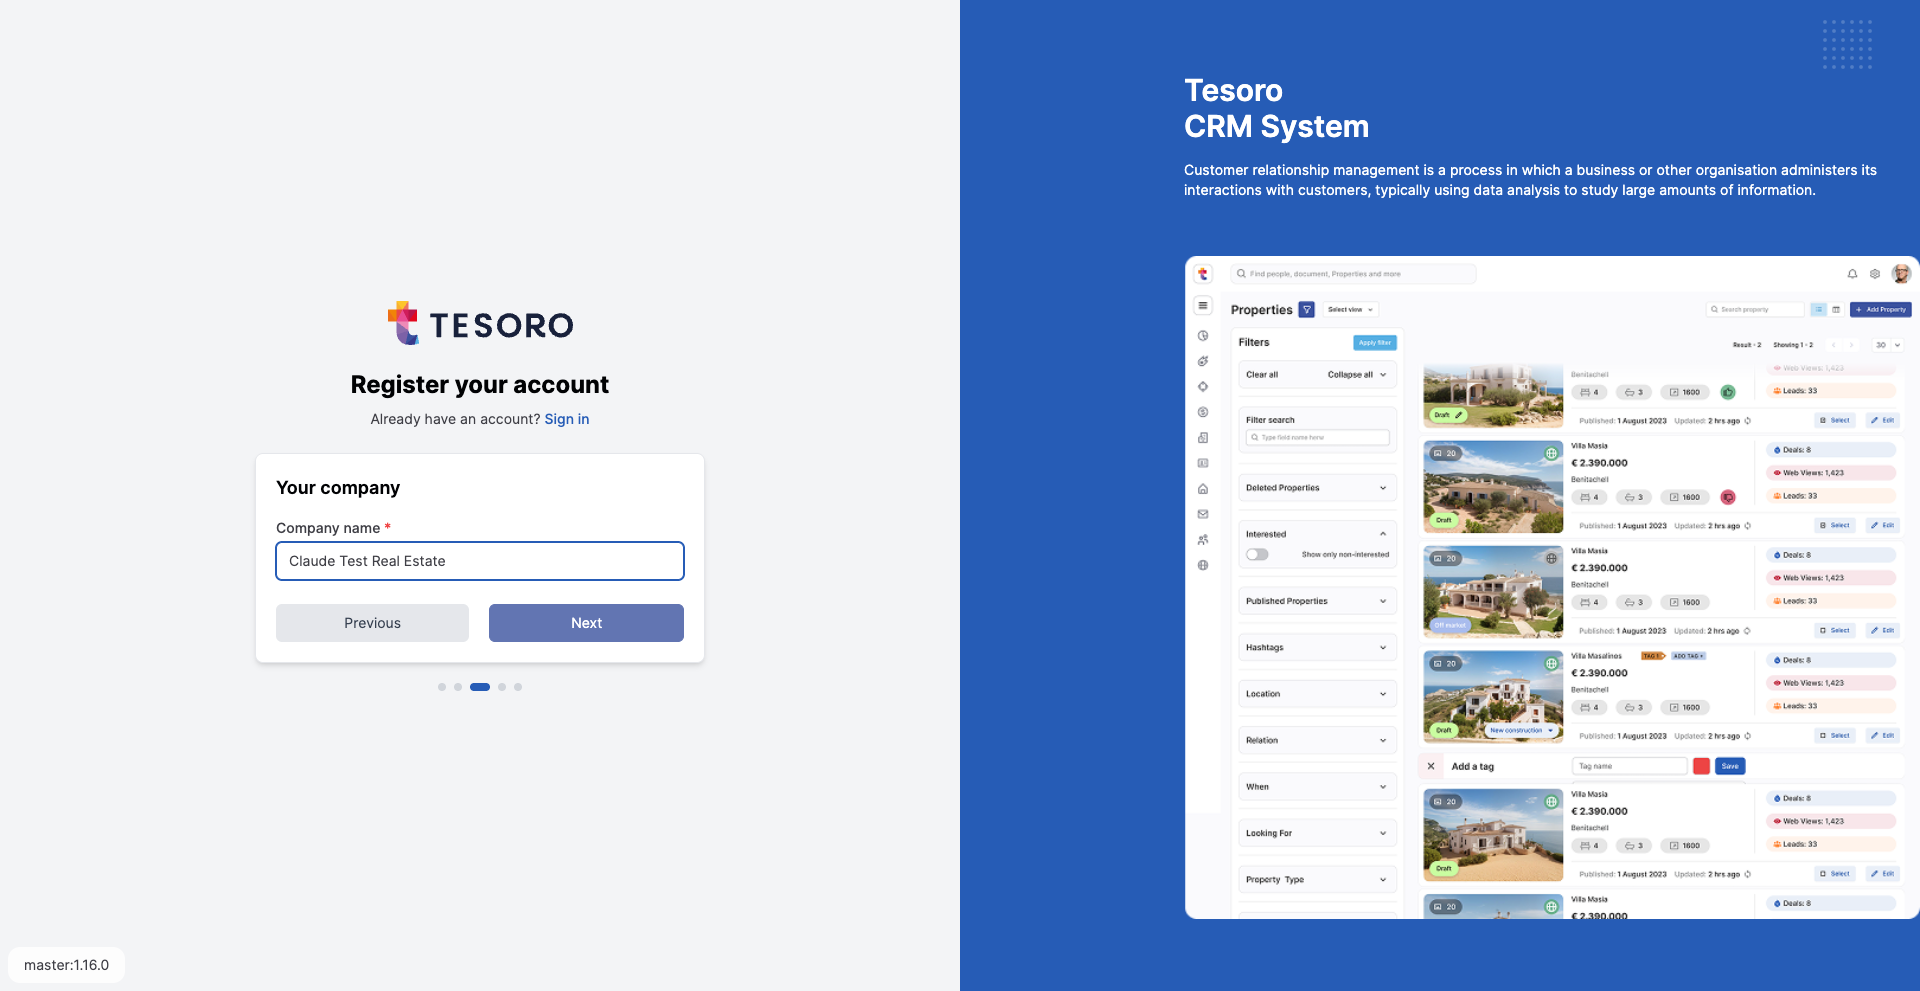 TESORO
Register your account
Already have an account? Sign in
Your company
Company name *
Claude Test Real Estate
Previous
Next
master:1.16.0
Tesoro
CRM System
Customer relationship management is a process in which a business or other organisation administers its
interactions with customers, typically using data analysis to study large amounts of information.
Find people, document, Properties and more
Properties
Select view
Search property
+ Add Property
Filters
Apply filter
Result - 2
Showing 1 - 2
30
Clear all
Collapse all
Filter search
Type field name here
Deleted Properties
Interested
Show only non-interested
Published Properties
Hashtags
Location
Relation
When
Looking For
Property Type
Benitachell
Web Views: 1,423
4
3
1600
Leads: 33
Draft
Published: 1 August 2023
Updated: 2 hrs ago
Select
Edit
20
Villa Masia
€ 2.390.000
Benitachell
4
3
1600
Deals: 8
Web Views: 1,423
Leads: 33
Draft
Published: 1 August 2023
Updated: 2 hrs ago
Select
Edit
20
Villa Masia
€ 2.390.000
Benitachell
4
3
1600
Deals: 8
Web Views: 1,423
Leads: 33
Off market
Published: 1 August 2023
Updated: 2 hrs ago
Select
Edit
20
Villa Masalinos
TAG 1
ADD TAG +
€ 2.390.000
Benitachell
4
3
1600
Deals: 8
Web Views: 1,423
Leads: 33
Draft
New construction
Published: 1 August 2023
Updated: 2 hrs ago
Select
Edit
Add a tag
Tag name
Save
20
Villa Masia
€ 2.390.000
Benitachell
4
3
1600
Deals: 8
Web Views: 1,423
Leads: 33
Draft
Published: 1 August 2023
Updated: 2 hrs ago
Select
Edit
20
Villa Masia
€ 2.390.000
Deals: 8